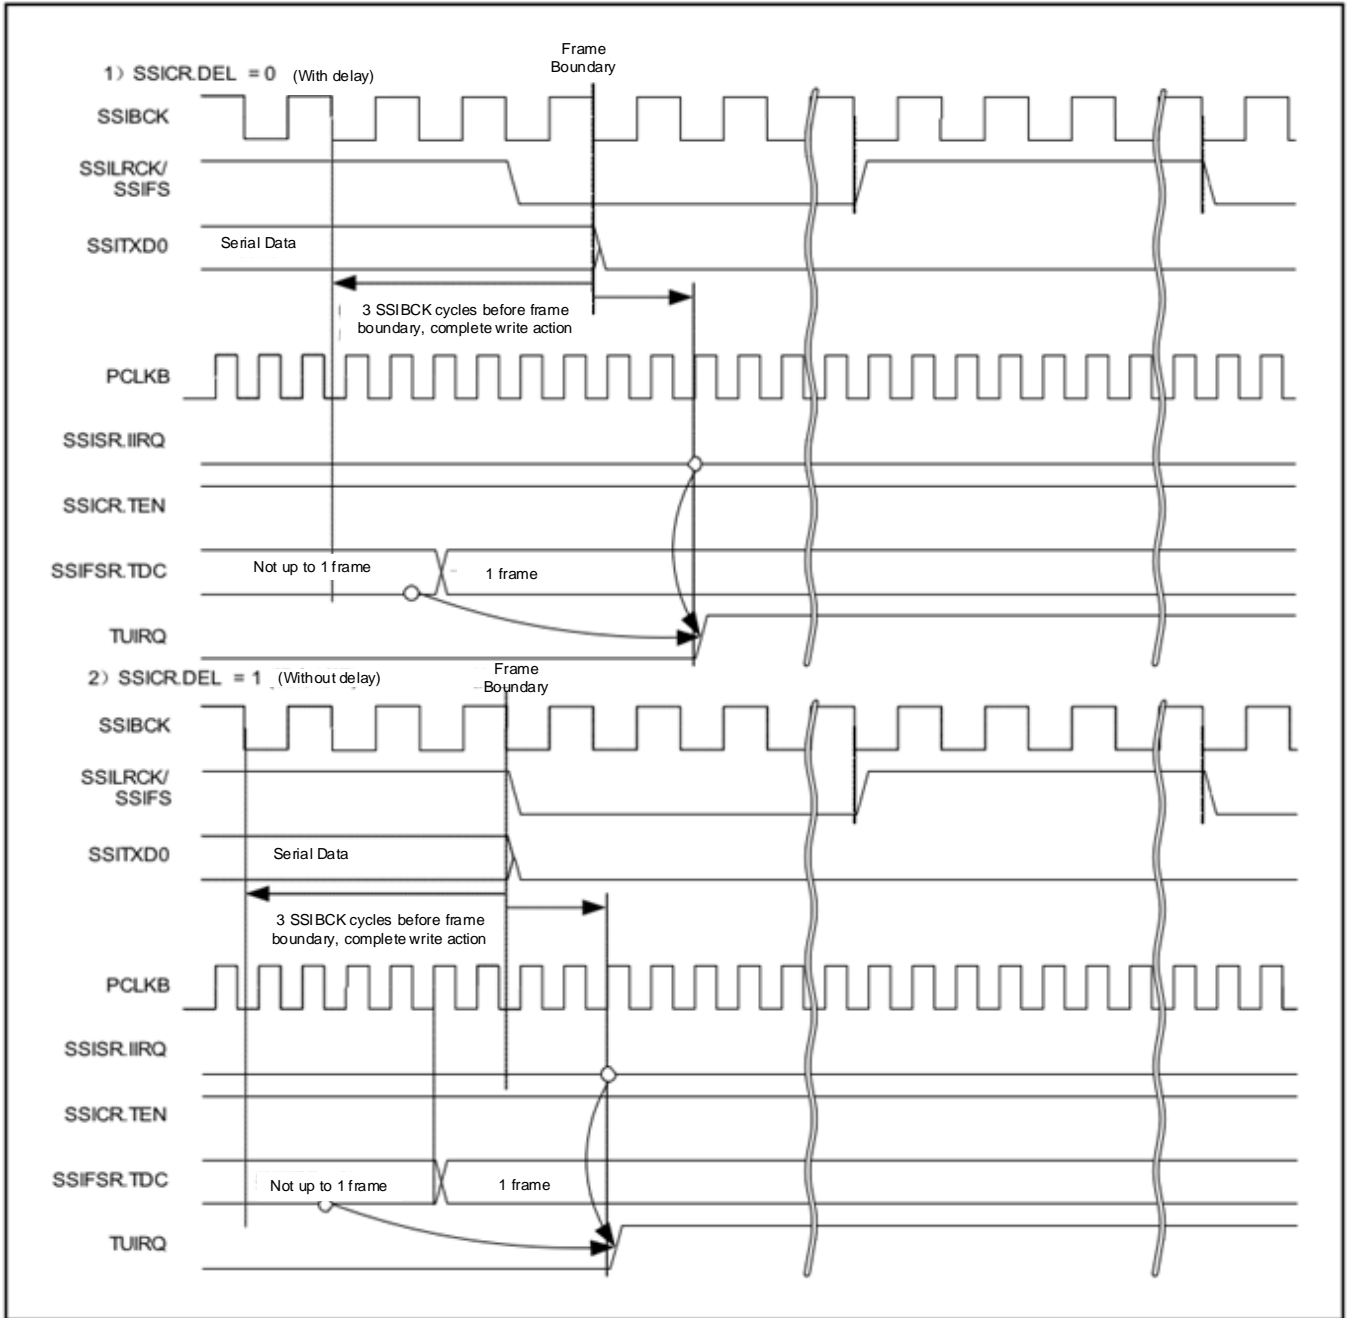 Frame
Boundary
1) SSICR.DEL = 0 (With delay)
SSIBCK
SSILRCK/
SSIFS
SSITXD0
Serial Data
3 SSIBCK cycles before frame
boundary, complete write action
PCLKB
SSISR.IIRQ
SSICR.TEN
SSIFSR.TDC
Not up to 1 frame
1 frame
TUIRQ
2) SSICR.DEL = 1 (Without delay)
Frame
Boundary
SSIBCK
SSILRCK/
SSIFS
SSITXD0
Serial Data
3 SSIBCK cycles before frame
boundary, complete write action
PCLKB
SSISR.IIRQ
SSICR.TEN
SSIFSR.TDC
Not up to 1 frame
1 frame
TUIRQ